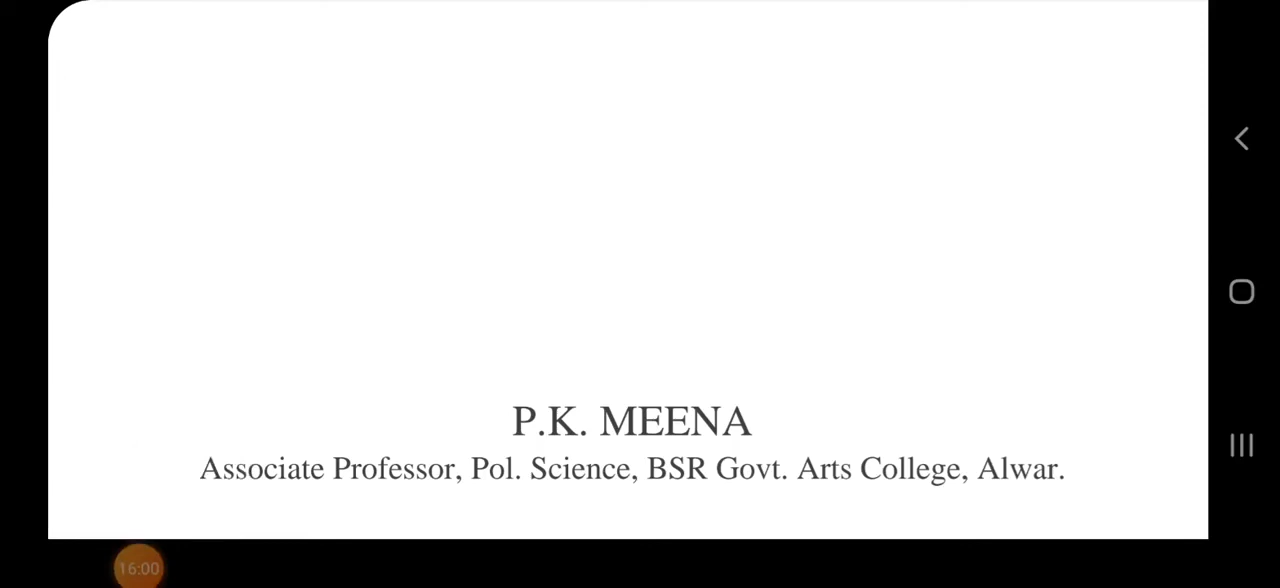 P.K. MEENA
Associate Professor, Pol. Science, BSR Govt. Arts College, Alwar.
16:00